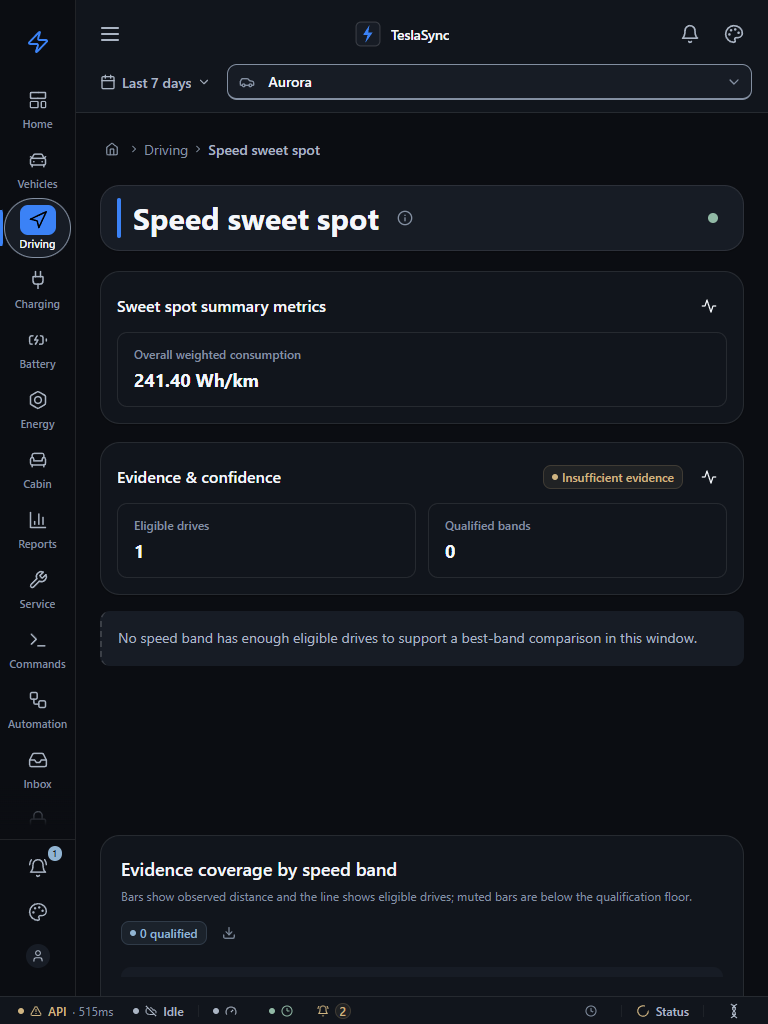 TeslaSync
Last 7 days
Aurora
Home
Vehicles
Driving
Charging
Battery
Energy
Cabin
Reports
Service
Commands
Automation
Inbox
1
Driving
Speed sweet spot
Speed sweet spot
Sweet spot summary metrics
Overall weighted consumption
241.40 Wh/km
Evidence & confidence
Insufficient evidence
Eligible drives
1
Qualified bands
0
No speed band has enough eligible drives to support a best-band comparison in this window.
Evidence coverage by speed band
Bars show observed distance and the line shows eligible drives; muted bars are below the qualification floor.
0 qualified
API · 515ms
Idle
2
Status